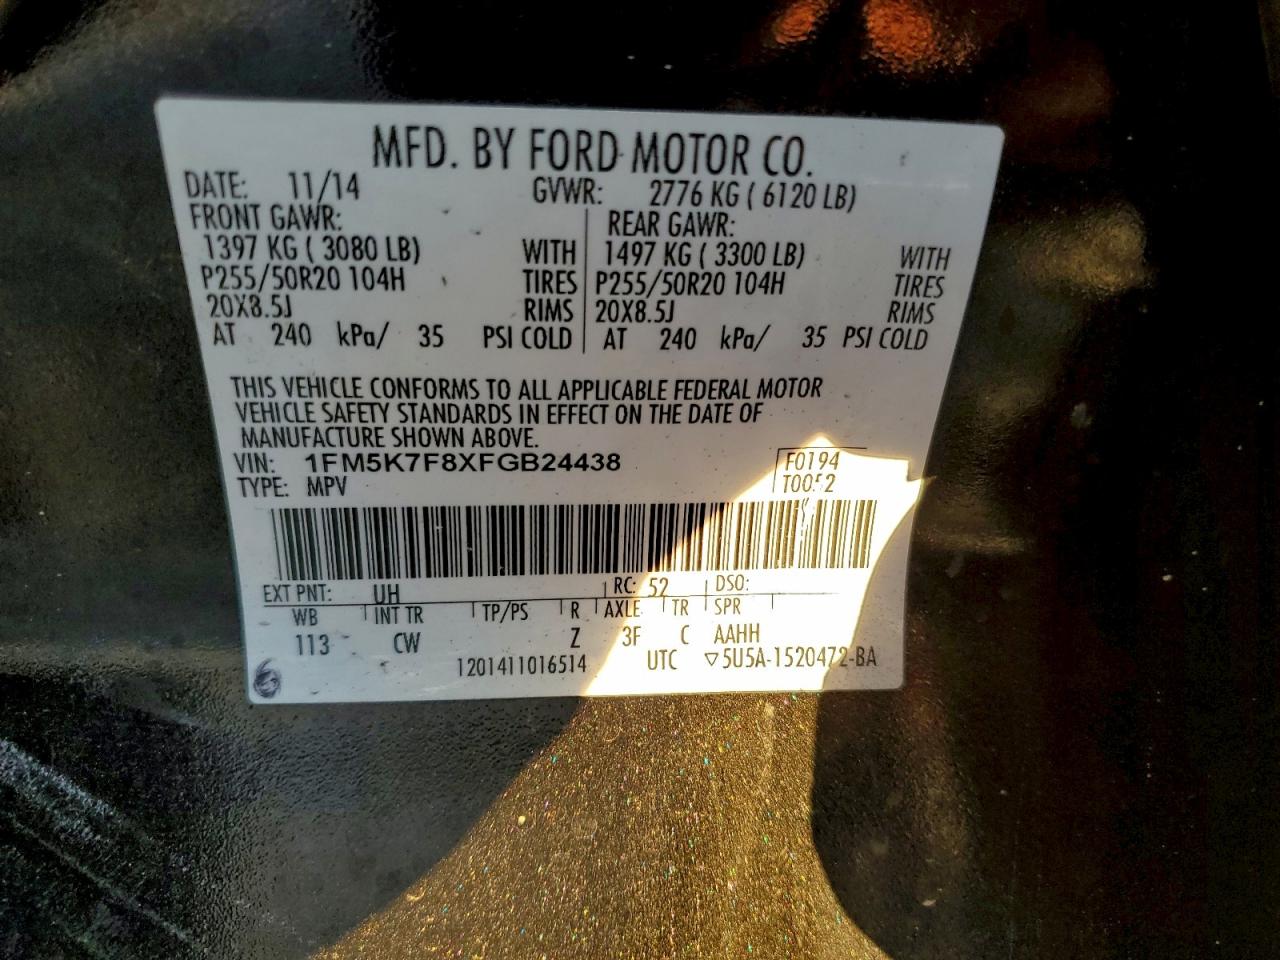 MFD. BY FORD MOTOR CO.
DATE: 11/14 GVWR: 2776 KG ( 6120 LB)
FRONT GAWR: REAR GAWR:
1397 KG ( 3080 LB) WITH 1497 KG ( 3300 LB) WITH
P255/50R20 104H TIRES P255/50R20 104H TIRES
20X8.5J RIMS 20X8.5J RIMS
AT 240 kPa/ 35 PSI COLD AT 240 kPa/ 35 PSI COLD
THIS VEHICLE CONFORMS TO ALL APPLICABLE FEDERAL MOTOR
VEHICLE SAFETY STANDARDS IN EFFECT ON THE DATE OF
MANUFACTURE SHOWN ABOVE.
VIN: 1FM5K7F8XFGB24438 F0194
TYPE: MPV T0052
EXT PNT: UH RC: 52 DSO:
WB INT TR TP/PS R AXLE TR SPR
113 CW Z 3F C AAHH
1201411016514 UTC ▽5U5A-1520472-BA
6